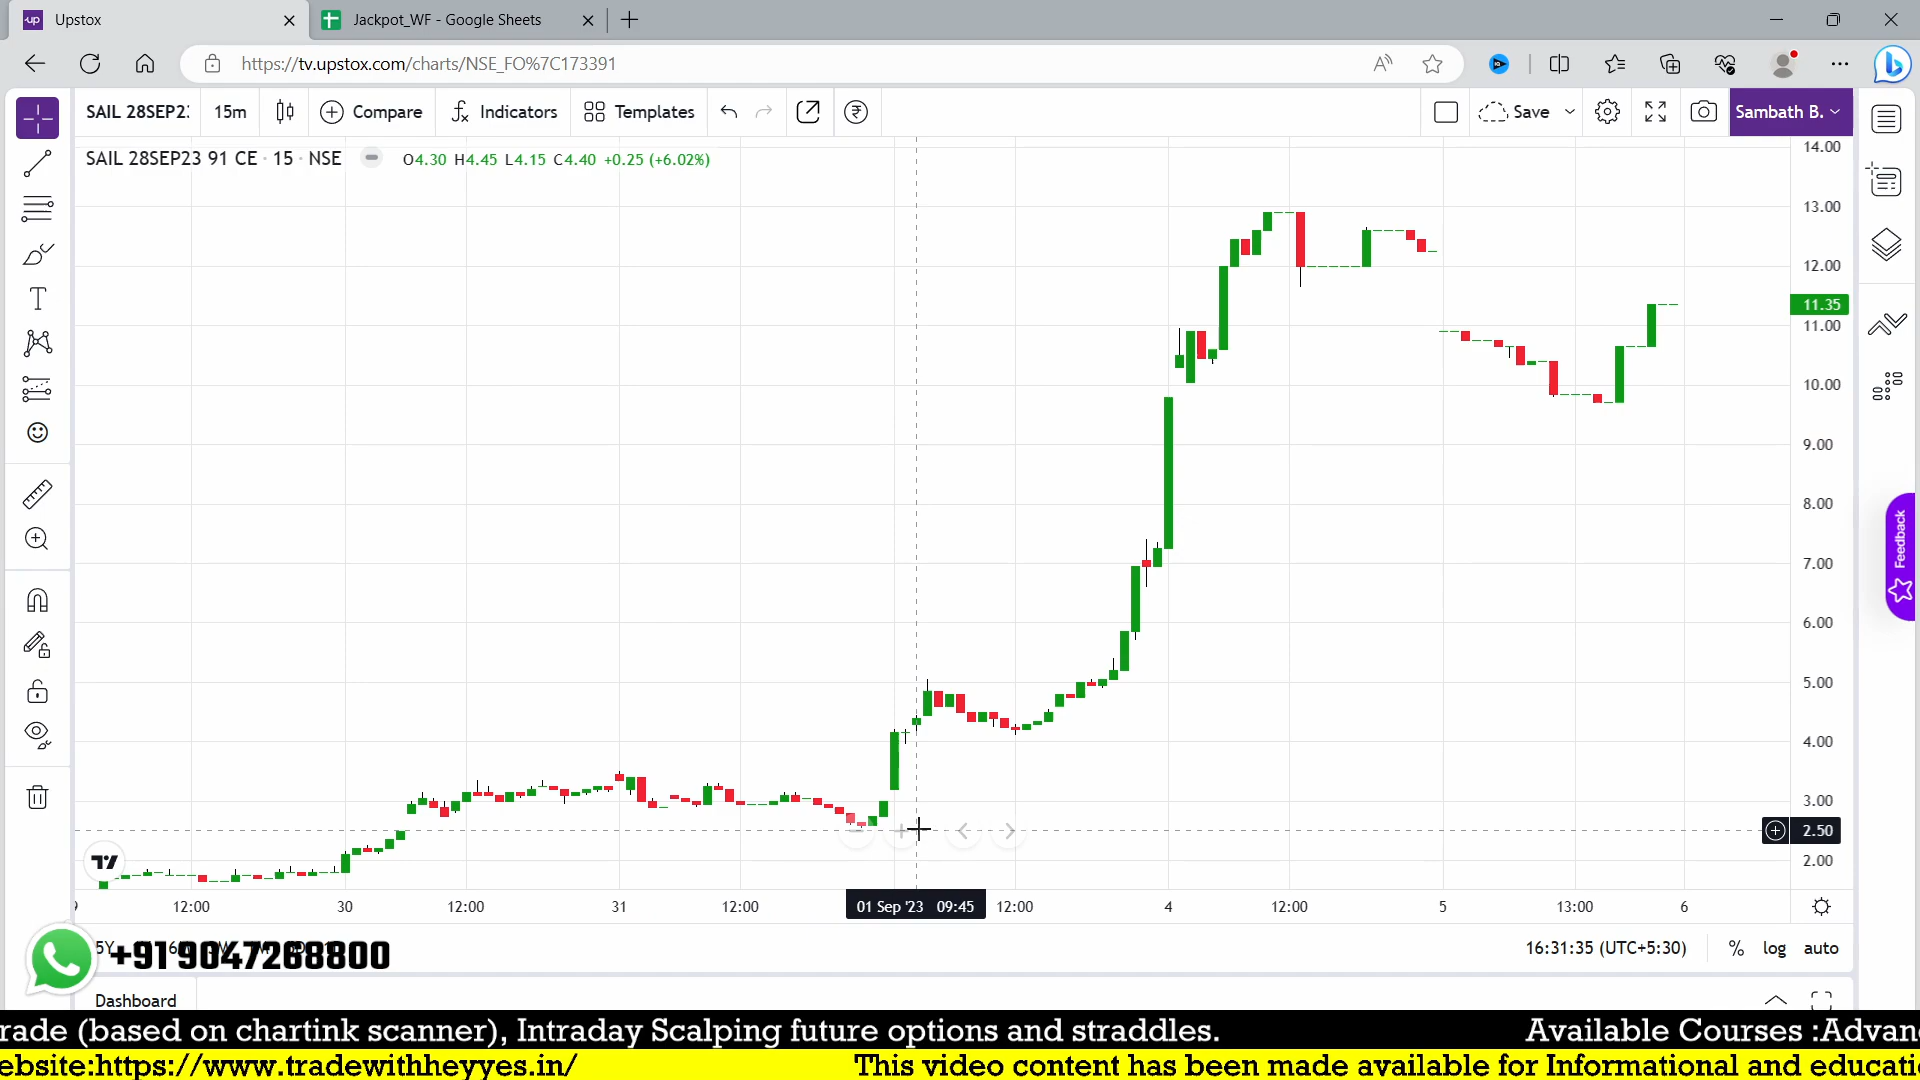 Upstox
Jackpot_WF - Google Sheets
https://tv.upstox.com/charts/NSE_FO%7C173391
SAIL 28SEP23
15m
Compare
Indicators
Templates
Save
Sambath B.
SAIL 28SEP23 91 CE · 15 · NSE
O4.30 H4.45 L4.15 C4.40 +0.25 (+6.02%)
14.00
13.00
12.00
11.35
11.00
10.00
9.00
8.00
7.00
6.00
5.00
4.00
3.00
2.50
2.00
Feedback
12:00
30
12:00
31
12:00
01 Sep '23 09:45
12:00
4
12:00
5
13:00
6
5Y
+91 9047268800
16:31:35 (UTC+5:30)
%
log
auto
Dashboard
rade (based on chartink scanner), Intraday Scalping future options and straddles.
Available Courses :Advan
ebsite:https://www.tradewithheyyes.in/
This video content has been made available for Informational and educati